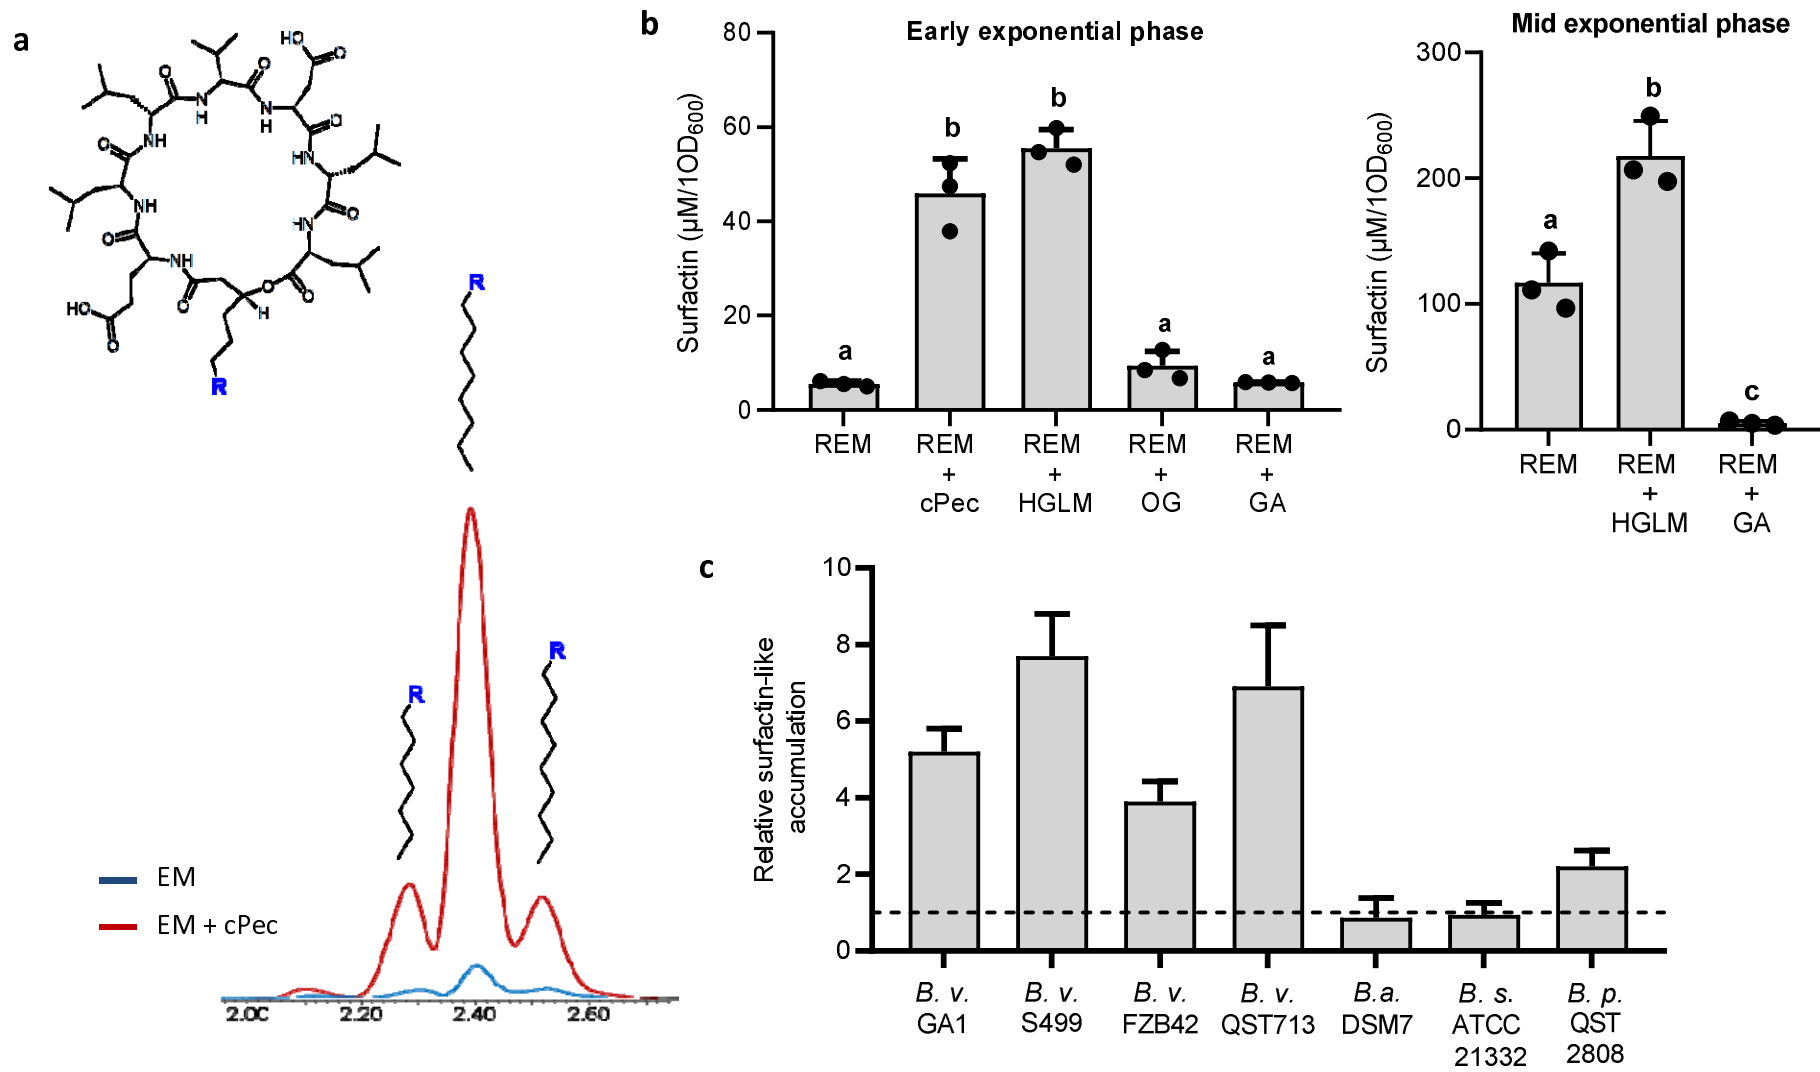 a
HO
O
O
O
N
H
N
H
O
O
NH
HN
O
NH
HN
O
O
NH
O
O
O
HO
O
H
R
R
R
R
EM
EM + cPec
2.00
2.20
2.40
2.60
b
Early exponential phase
Surfactin (µM/1OD600)
80
60
40
20
0
a
b
b
a
a
REM
REM + cPec
REM + HGLM
REM + OG
REM + GA
Mid exponential phase
Surfactin (µM/1OD600)
300
200
100
0
a
b
c
REM
REM + HGLM
REM + GA
c
Relative surfactin-like
accumulation
10
8
6
4
2
0
B. v. GA1
B. v. S499
B. v. FZB42
B. v. QST713
B.a. DSM7
B. s. ATCC 21332
B. p. QST 2808